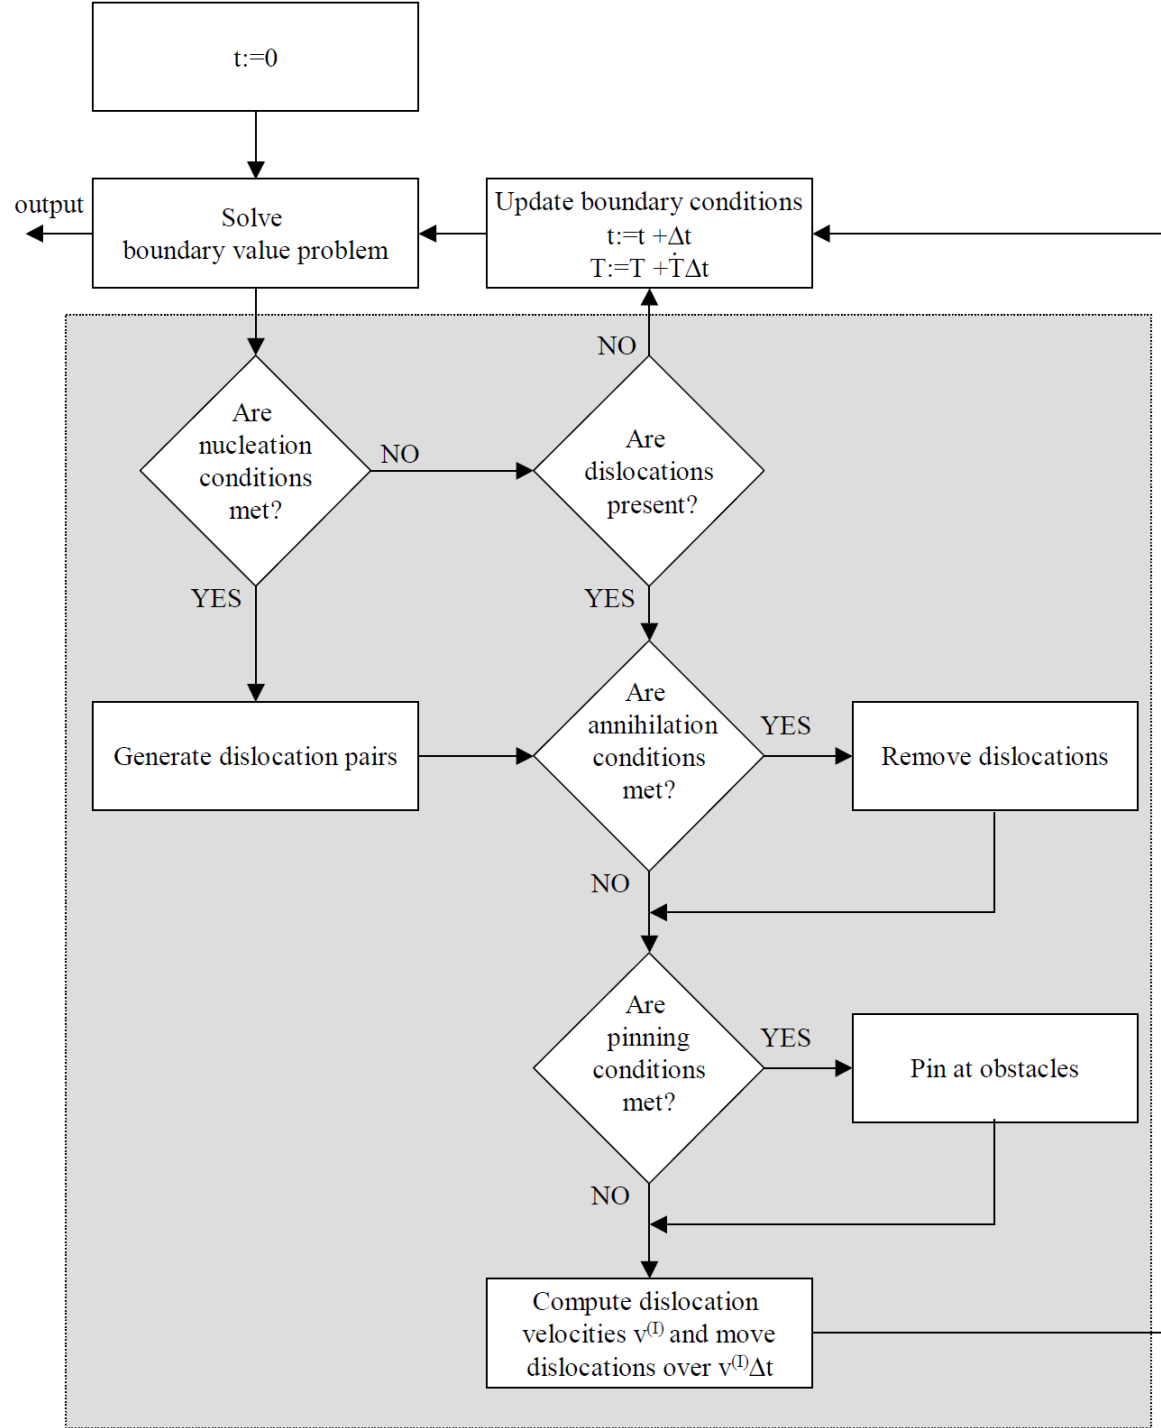 t:=0
output
Solve
boundary value problem
Update boundary conditions
t:=t +Δt
T:=T +ṪΔt
NO
Are
nucleation
conditions
met?
NO
Are
dislocations
present?
YES
YES
Generate dislocation pairs
Are
annihilation
conditions
met?
YES
Remove dislocations
NO
Are
pinning
conditions
met?
YES
Pin at obstacles
NO
Compute dislocation
velocities v⁽ᴵ⁾ and move
dislocations over v⁽ᴵ⁾Δt